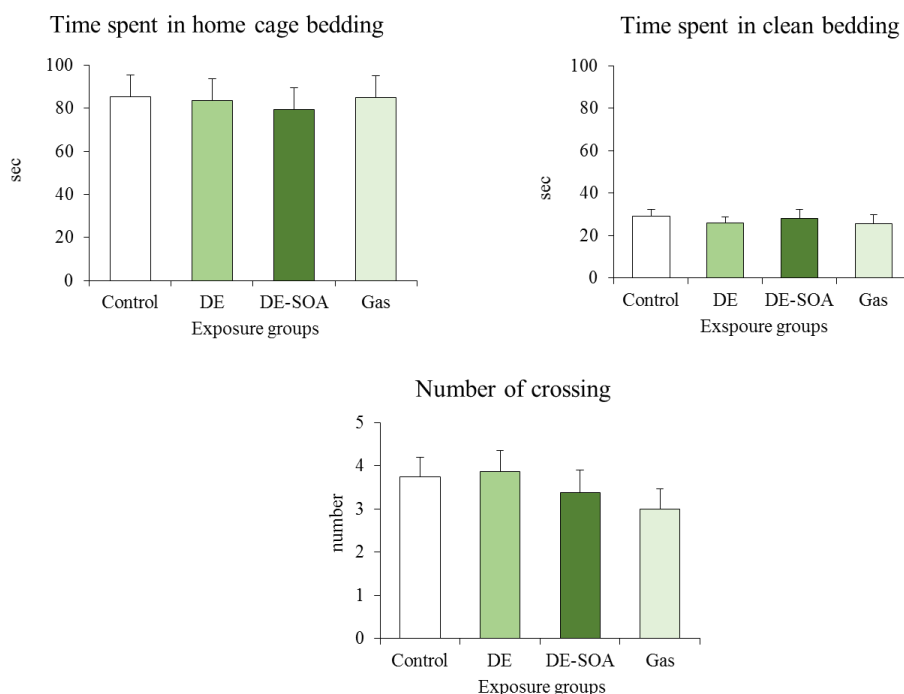 Time spent in home cage bedding
100
80
60
40
20
0
sec
Control DE DE-SOA Gas
Exposure groups
Time spent in clean bedding
100
80
60
40
20
0
sec
Control DE DE-SOA Gas
Exspoure groups
Number of crossing
5
4
3
2
1
0
number
Control DE DE-SOA Gas
Exposure groups